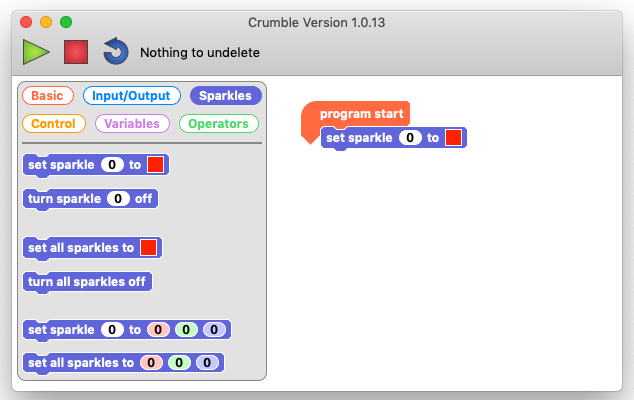 Crumble Version 1.0.13
Nothing to undelete
Basic Input/Output Sparkles
Control Variables Operators
set sparkle 0 to
turn sparkle 0 off
set all sparkles to
turn all sparkles off
set sparkle 0 to 0 0 0
set all sparkles to 0 0 0
program start
set sparkle 0 to